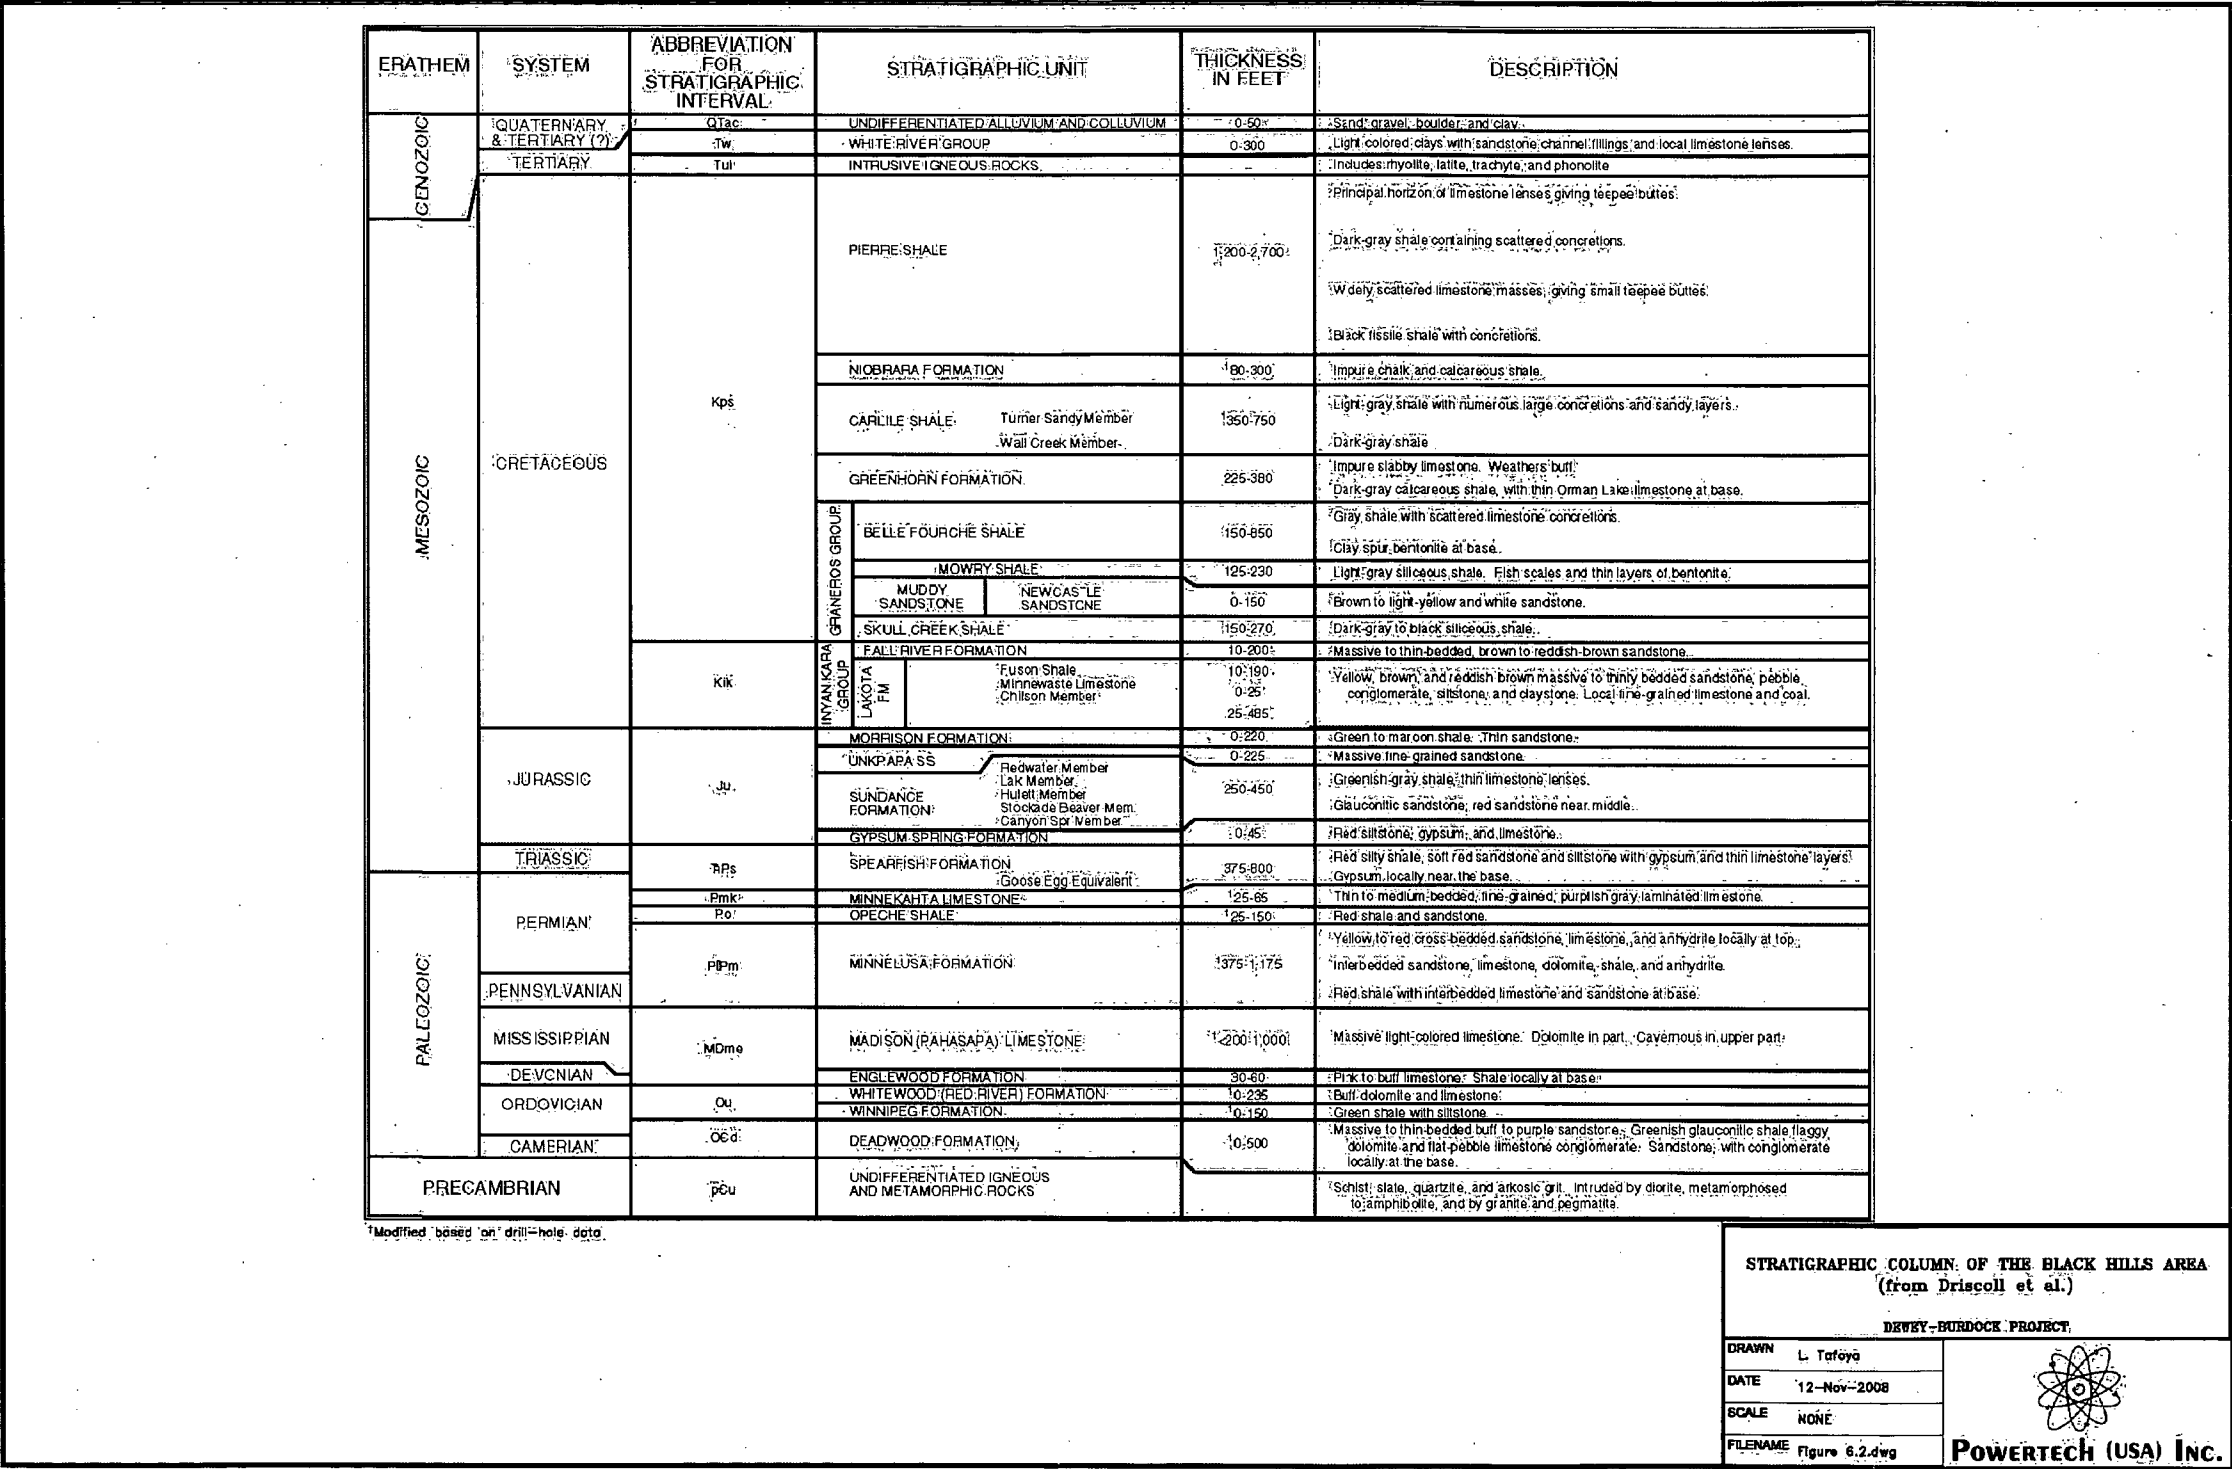 ERATHEM
SYSTEM
ABBREVIATION
FOR
STRATIGRAPHIC
INTERVAL
STRATIGRAPHIC UNIT
THICKNESS
IN FEET
DESCRIPTION
CENOZOIC
QUATERNARY
& TERTIARY (?)
QTac
UNDIFFERENTIATED ALLUVIUM AND COLLUVIUM
0-50
Sand, gravel, boulder, and clay.
Tw
WHITE RIVER GROUP
0-300
Light colored clays with sandstone channel fillings and local limestone lenses.
TERTIARY
Tui
INTRUSIVE IGNEOUS ROCKS
-
Includes rhyolite, latite, trachyte, and phonolite
MESOZOIC
CRETACEOUS
Kps
PIERRE SHALE
1,200-2,700
Principal horizon of limestone lenses giving teepee buttes.
Dark-gray shale containing scattered concretions.
Widely scattered limestone masses, giving small teepee buttes.
Black fissile shale with concretions.
NIOBRARA FORMATION
180-300
Impure chalk and calcareous shale.
CARLILE SHALE
Turner Sandy Member
Wall Creek Member
1350-750
Light-gray shale with numerous large concretions and sandy layers.
Dark-gray shale
GREENHORN FORMATION
225-380
Impure slabby limestone. Weathers buff.
Dark-gray calcareous shale, with thin Orman Lake limestone at base.
GRANEROS GROUP
BELLE FOURCHE SHALE
150-850
Gray shale with scattered limestone concretions.
Clay spur bentonite at base.
MOWRY SHALE
125-230
Light-gray siliceous shale. Fish scales and thin layers of bentonite.
MUDDY
SANDSTONE
NEWCASTLE
SANDSTONE
0-150
Brown to light-yellow and white sandstone.
SKULL CREEK SHALE
150-270
Dark-gray to black siliceous shale.
Kik
INYAN KARA
GROUP
FALL RIVER FORMATION
10-200
Massive to thin-bedded, brown to reddish-brown sandstone.
LAKOTA
FM
Fuson Shale
Minnewaste Limestone
Chilson Member
10-190
0-25
25-485
Yellow, brown, and reddish brown massive to thinly bedded sandstone, pebble
conglomerate, siltstone, and claystone. Local fine-grained limestone and coal.
JURASSIC
Ju
MORRISON FORMATION
0-220
Green to maroon shale. Thin sandstone.
UNKPAPA SS
0-225
Massive fine-grained sandstone.
SUNDANCE
FORMATION
Redwater Member
Lak Member
Hulett Member
Stockade Beaver Mem.
Canyon Spr Member
250-450
Greenish-gray shale, thin limestone lenses.
Glauconitic sandstone; red sandstone near middle.
GYPSUM SPRING FORMATION
0-45
Red siltstone, gypsum, and limestone.
TRIASSIC
SPEARFISH FORMATION
Goose Egg Equivalent
375-800
Red silty shale, soft red sandstone and siltstone with gypsum and thin limestone layers.
Gypsum locally near the base.
PALEOZOIC
PERMIAN
Pmk
MINNEKAHTA LIMESTONE
125-65
Thin to medium-bedded, fine-grained, purplish gray laminated limestone.
Po
OPECHE SHALE
125-150
Red shale and sandstone.
PIPm
MINNELUSA FORMATION
1375-1,175
Yellow to red cross-bedded sandstone, limestone, and anhydrite locally at top.
Interbedded sandstone, limestone, dolomite, shale, and anhydrite.
Red shale with interbedded limestone and sandstone at base.
PENNSYLVANIAN
MISSISSIPPIAN
MDme
MADISON (PAHASAPA) LIMESTONE
1<200-1,000
Massive light-colored limestone. Dolomite in part. Cavernous in upper part.
DEVONIAN
ENGLEWOOD FORMATION
30-60
Pink to buff limestone. Shale locally at base.
ORDOVICIAN
Ou
WHITEWOOD (RED RIVER) FORMATION
10-235
Buff dolomite and limestone.
WINNIPEG FORMATION
10-150
Green shale with siltstone
CAMERIAN
O€d
DEADWOOD FORMATION
10-500
Massive to thin-bedded buff to purple sandstone. Greenish glauconitic shale flaggy
dolomite and flat-pebble limestone conglomerate. Sandstone, with conglomerate
locally at the base.
PRECAMBRIAN
p€u
UNDIFFERENTIATED IGNEOUS
AND METAMORPHIC ROCKS
Schist, slate, quartzite, and arkosic grit. Intruded by diorite, metamorphosed
to amphibolite, and by granite and pegmatite.
1Modified based on drill-hole data
STRATIGRAPHIC COLUMN OF THE BLACK HILLS AREA
(from Driscoll et al.)
DEWEY-BURDOCK PROJECT
DRAWN L. Tafoya
DATE 12-Nov-2008
SCALE NONE
FILENAME Figure 6.2.dwg
POWERTECH (USA) INC.